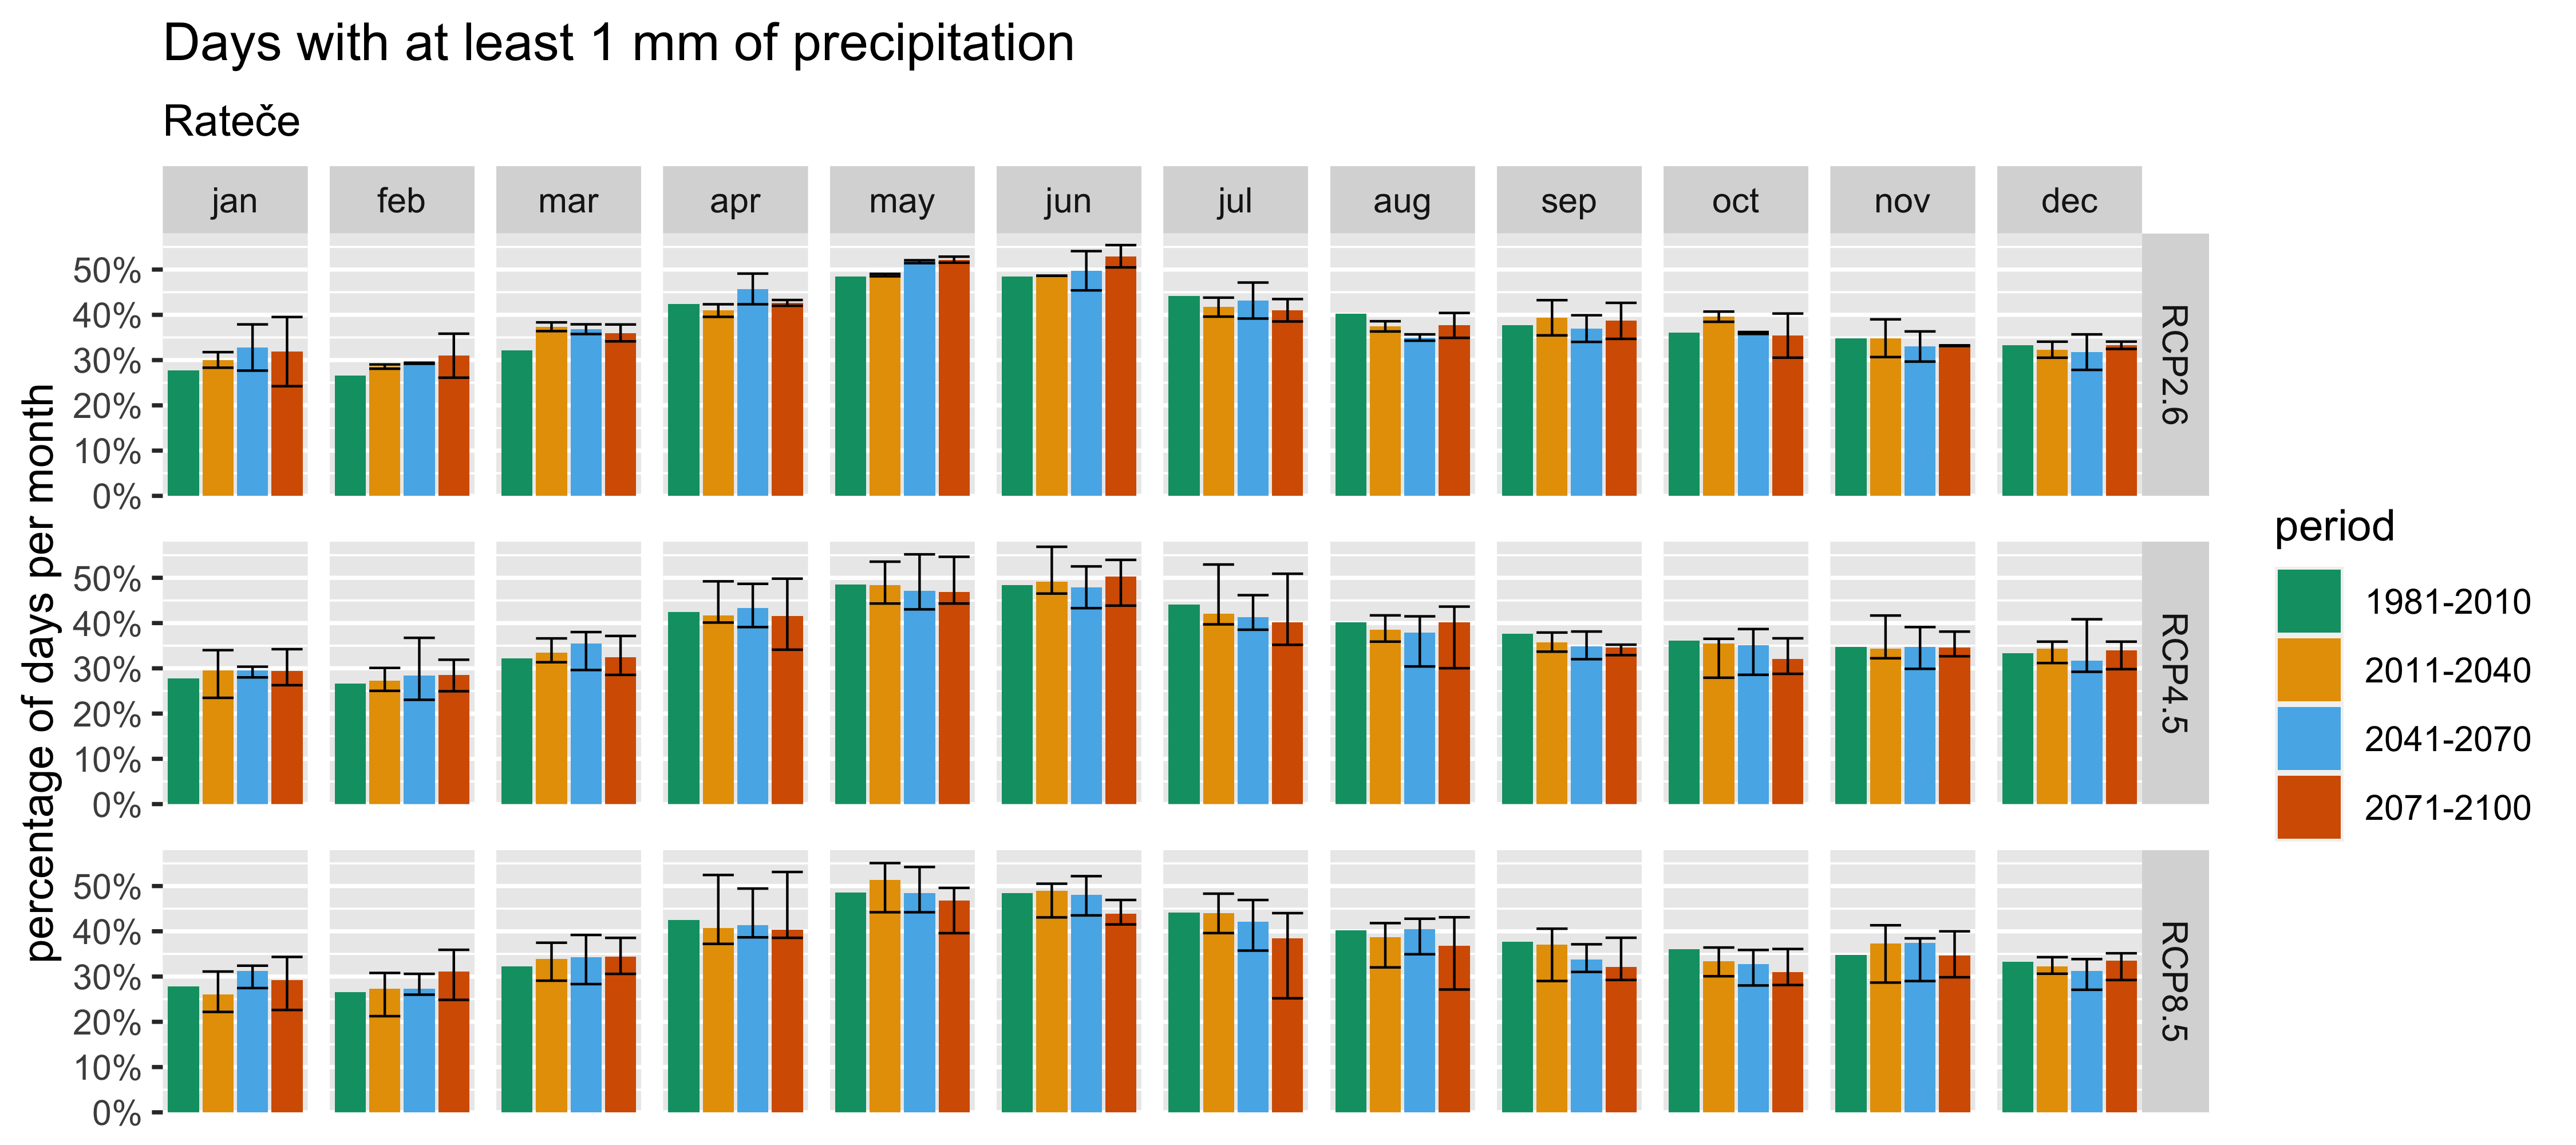 Days with at least 1 mm of precipitation
Rateče
jan feb mar apr may jun jul aug sep oct nov dec
percentage of days per month
50%
40%
30%
20%
10%
0%
RCP2.6
50%
40%
30%
20%
10%
0%
RCP4.5
50%
40%
30%
20%
10%
0%
RCP8.5
period
1981-2010
2011-2040
2041-2070
2071-2100